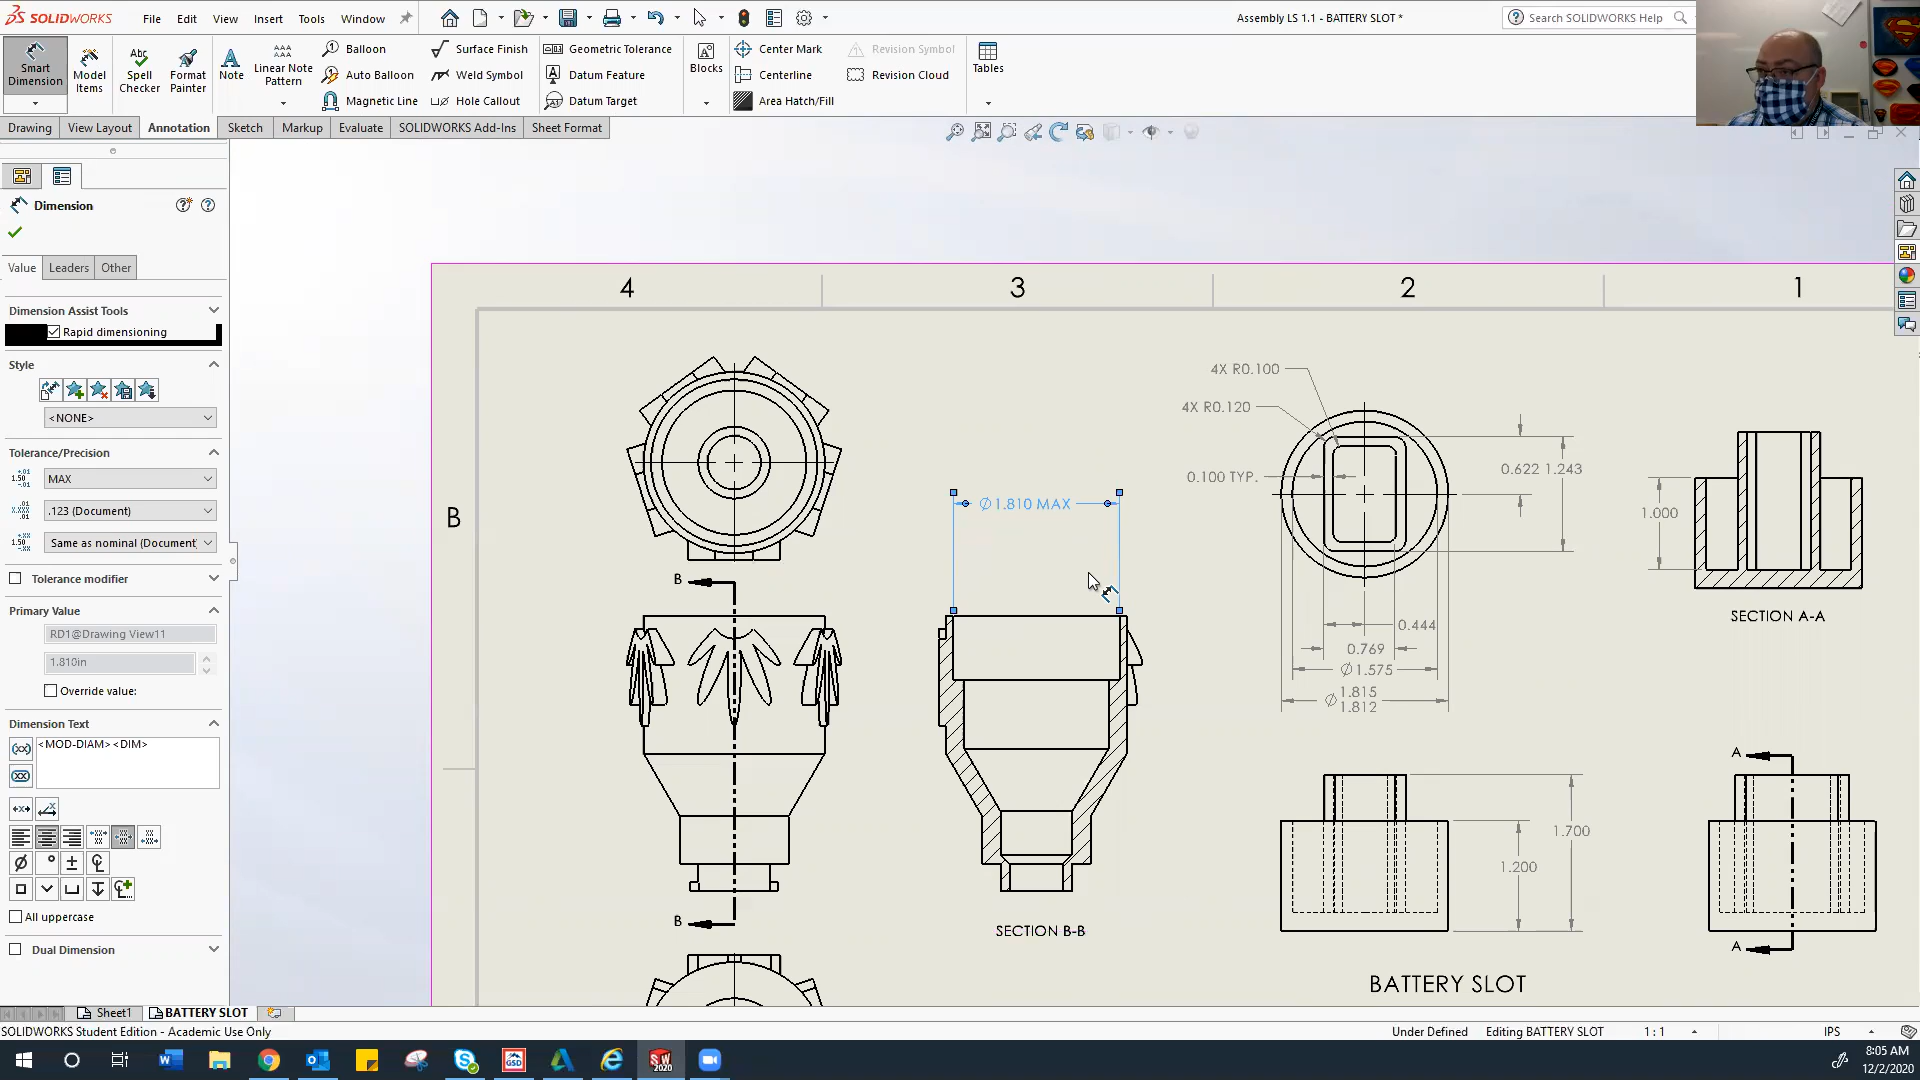 SOLIDWORKS File Edit View Insert Tools Window Assembly LS 1.1 - BATTERY SLOT * Search SOLIDWORKS Help
Smart Dimension
Model Items
Spell Checker
Format Painter
Note
Linear Note Pattern
Balloon
Auto Balloon
Magnetic Line
Surface Finish
Weld Symbol
Hole Callout
Geometric Tolerance
Datum Feature
Datum Target
Blocks
Center Mark
Centerline
Area Hatch/Fill
Revision Symbol
Revision Cloud
Tables
Drawing View Layout Annotation Sketch Markup Evaluate SOLIDWORKS Add-Ins Sheet Format
Dimension
Value Leaders Other
Dimension Assist Tools
Rapid dimensioning
Style
<NONE>
Tolerance/Precision
MAX
.123 (Document)
Same as nominal (Document)
Tolerance modifier
Primary Value
RD1@Drawing View11
1.810in
Override value:
Dimension Text
<MOD-DIAM><DIM>
All uppercase
Dual Dimension
4 3 2 1
B
4X R0.100
4X R0.120
0.100 TYP.
0.622 1.243
1.000
Ø1.810 MAX
B
0.444
0.769
Ø1.575
Ø 1.815
1.812
SECTION A-A
A
1.700
1.200
B
SECTION B-B
A
BATTERY SLOT
Sheet1 BATTERY SLOT
SOLIDWORKS Student Edition - Academic Use Only Under Defined Editing BATTERY SLOT 1 : 1 IPS
8:05 AM
12/2/2020